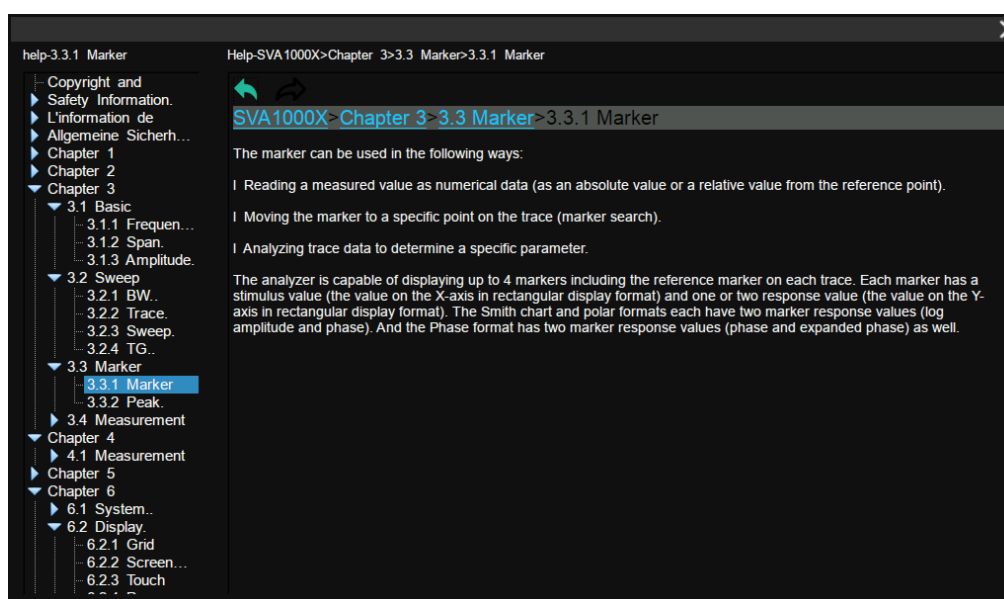 help-3.3.1 Marker
Help-SVA1000X>Chapter 3>3.3 Marker>3.3.1 Marker
Copyright and
Safety Information.
L'information de
Allgemeine Sicherh...
Chapter 1
Chapter 2
Chapter 3
3.1 Basic
3.1.1 Frequen...
3.1.2 Span.
3.1.3 Amplitude.
3.2 Sweep
3.2.1 BW..
3.2.2 Trace.
3.2.3 Sweep.
3.2.4 TG..
3.3 Marker
3.3.1 Marker
3.3.2 Peak.
3.4 Measurement
Chapter 4
4.1 Measurement
Chapter 5
Chapter 6
6.1 System..
6.2 Display.
6.2.1 Grid
6.2.2 Screen...
6.2.3 Touch
SVA1000X>Chapter 3>3.3 Marker>3.3.1 Marker
The marker can be used in the following ways:
l Reading a measured value as numerical data (as an absolute value or a relative value from the reference point).
l Moving the marker to a specific point on the trace (marker search).
l Analyzing trace data to determine a specific parameter.
The analyzer is capable of displaying up to 4 markers including the reference marker on each trace. Each marker has a
stimulus value (the value on the X-axis in rectangular display format) and one or two response value (the value on the Y-
axis in rectangular display format). The Smith chart and polar formats each have two marker response values (log
amplitude and phase). And the Phase format has two marker response values (phase and expanded phase) as well.